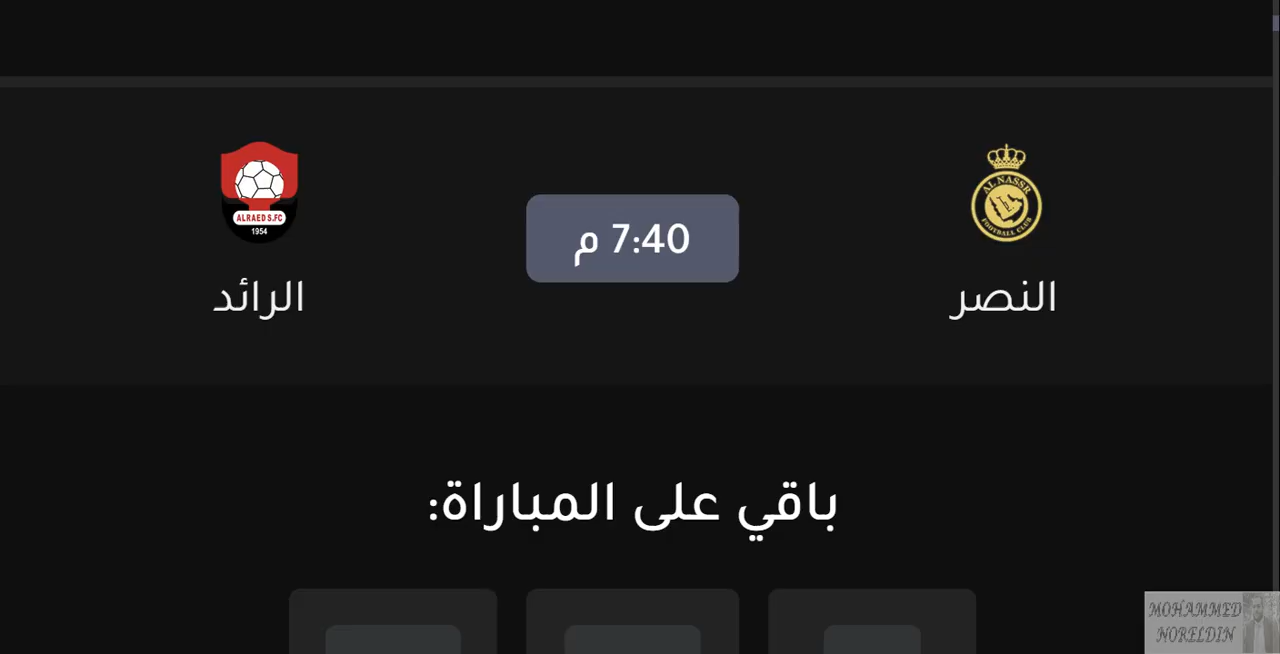 AL NASSR
FOOTBALL CLUB
ALRAED S.FC
1954
7:40 م
النصر
الرائد
باقي على المباراة:
MOHAMMED
NORELDIN